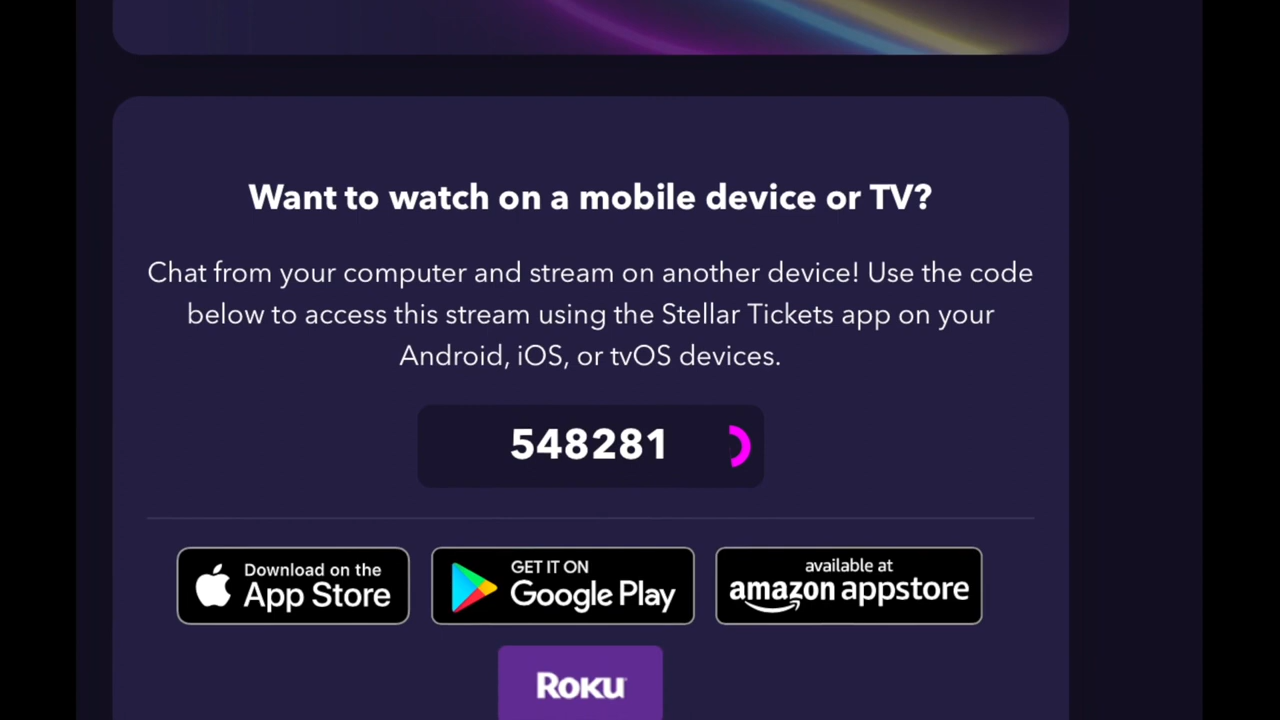 Want to watch on a mobile device or TV?
Chat from your computer and stream on another device! Use the code
below to access this stream using the Stellar Tickets app on your
Android, iOS, or tvOS devices.
548281
Download on the
App Store
GET IT ON
Google Play
available at
amazon appstore
ROKU